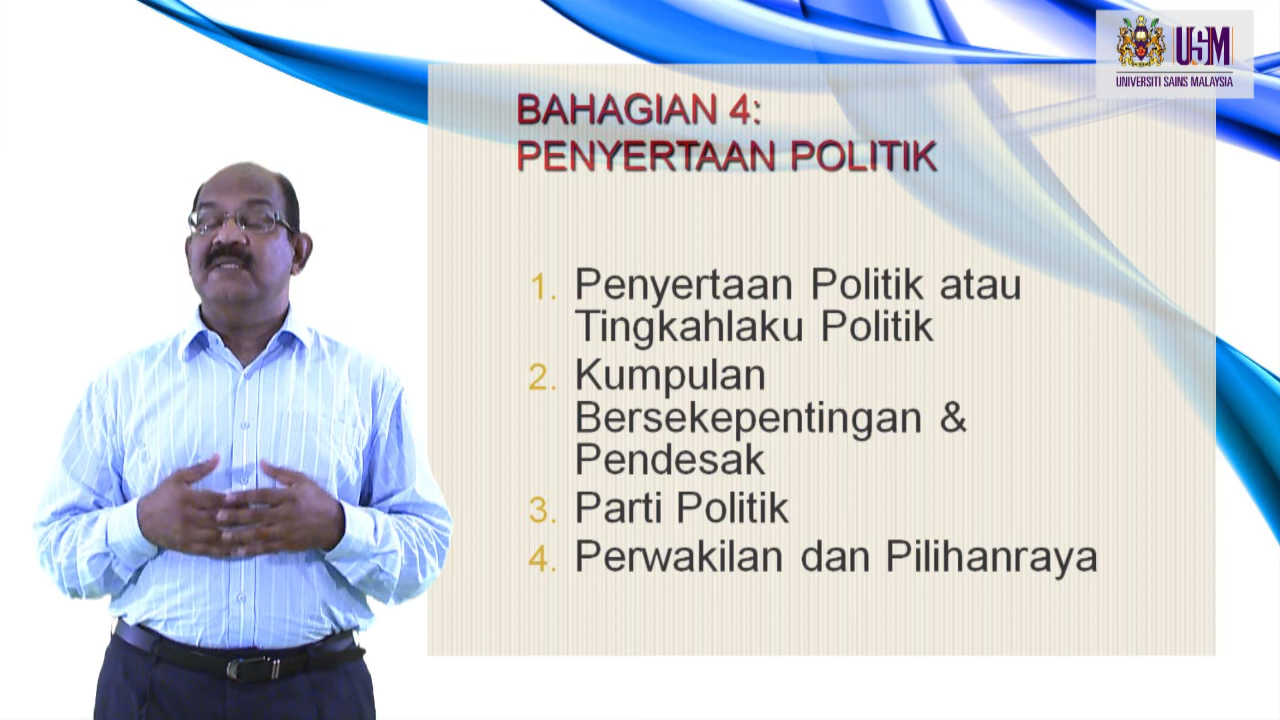 USM
UNIVERSITI SAINS MALAYSIA
BAHAGIAN 4:
PENYERTAAN POLITIK
1. Penyertaan Politik atau
Tingkahlaku Politik
2. Kumpulan
Bersekepentingan &
Pendesak
3. Parti Politik
4. Perwakilan dan Pilihanraya